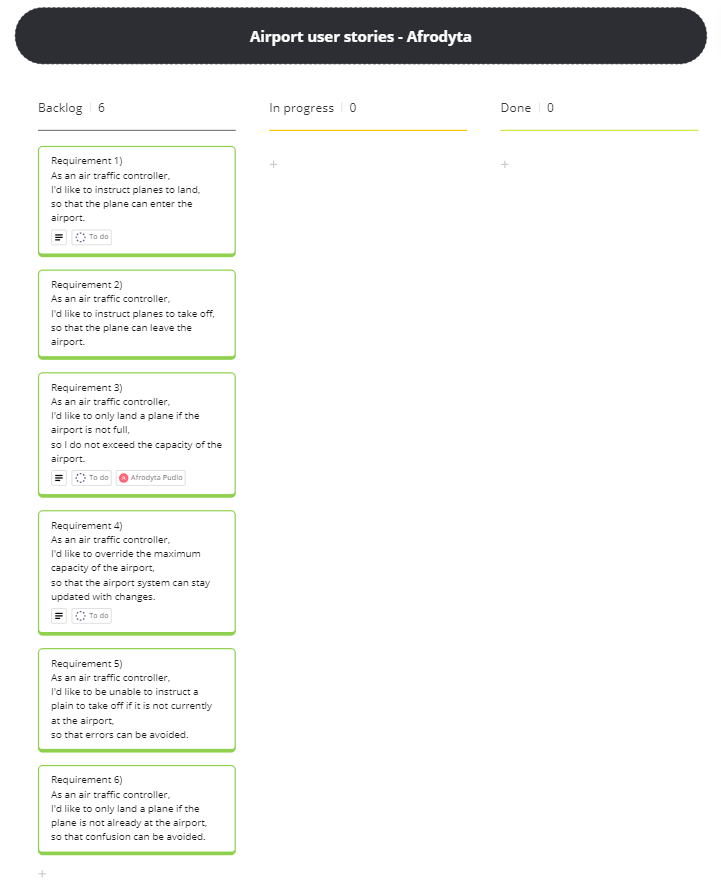 Airport user stories - Afrodyta
Backlog 6
In progress 0
Done 0
Requirement 1)
As an air traffic controller,
I'd like to instruct planes to land,
so that the plane can enter the
airport.
To do
Requirement 2)
As an air traffic controller,
I'd like to instruct planes to take off,
so that the plane can leave the
airport.
Requirement 3)
As an air traffic controller,
I'd like to only land a plane if the
airport is not full,
so I do not exceed the capacity of the
airport.
To do a Afrodyta Pudlo
Requirement 4)
As an air traffic controller,
I'd like to override the maximum
capacity of the airport,
so that the airport system can stay
updated with changes.
To do
Requirement 5)
As an air traffic controller,
I'd like to be unable to instruct a
plain to take off if it is not currently
at the airport,
so that errors can be avoided.
Requirement 6)
As an air traffic controller,
I'd like to only land a plane if the
plane is not already at the airport,
so that confusion can be avoided.